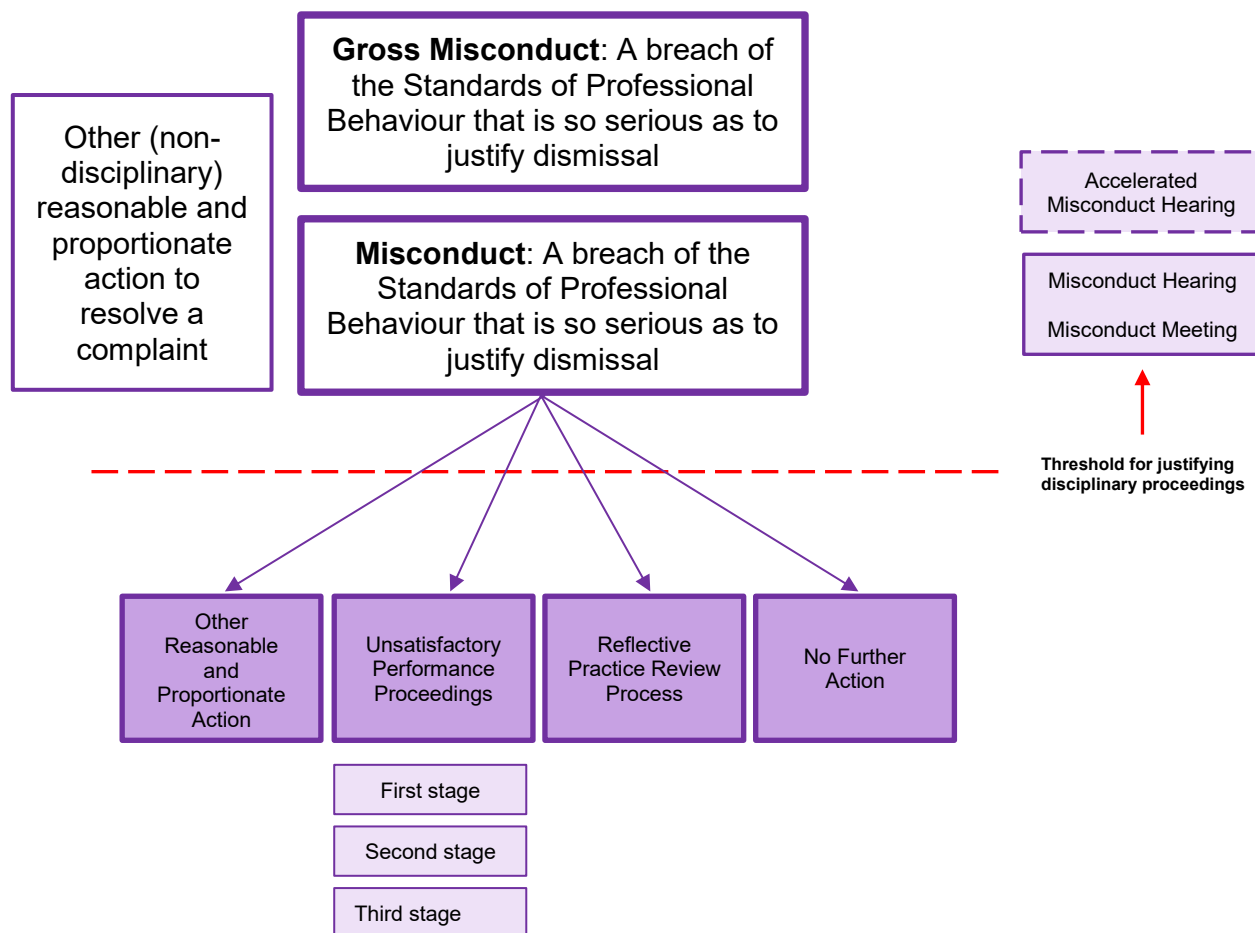 Gross Misconduct: A breach of
the Standards of Professional
Behaviour that is so serious as to
justify dismissal
Other (non-
disciplinary)
reasonable and
proportionate
action to
resolve a
complaint
Accelerated
Misconduct Hearing
Misconduct: A breach of the
Standards of Professional
Behaviour that is so serious as to
justify dismissal
Misconduct Hearing
Misconduct Meeting
Threshold for justifying
disciplinary proceedings
Other
Reasonable
and
Proportionate
Action
Unsatisfactory
Performance
Proceedings
Reflective
Practice Review
Process
No Further
Action
First stage
Second stage
Third stage